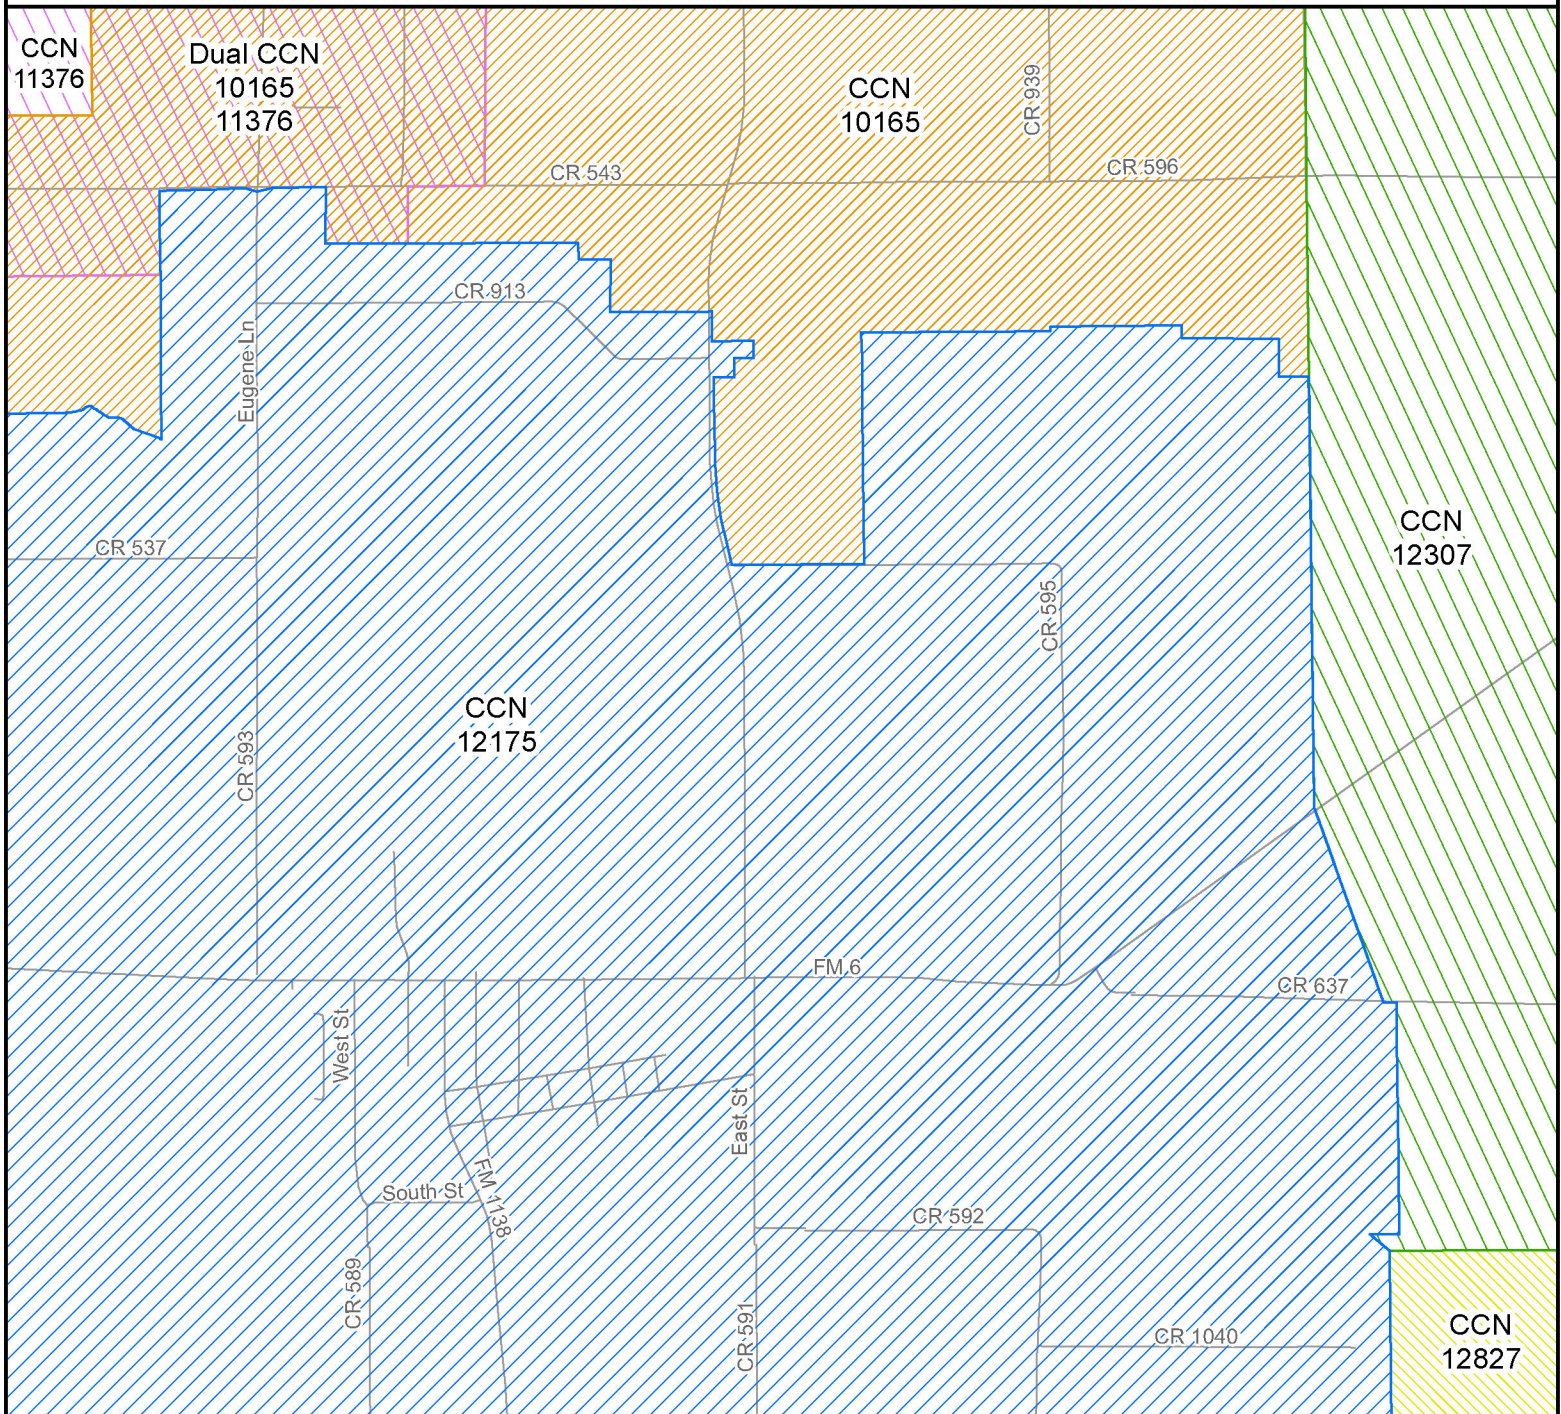 CCN
11376
Dual CCN
10165
11376
CCN
10165
CR 939
CR 543
CR 596
CR 913
Eugene Ln
CR 537
CCN
12307
CR 595
CCN
12175
CR 593
FM 6
CR 637
West St
East St
FM 1138
South St
CR 592
CR 589
CR 591
CR 1040
CCN
12827